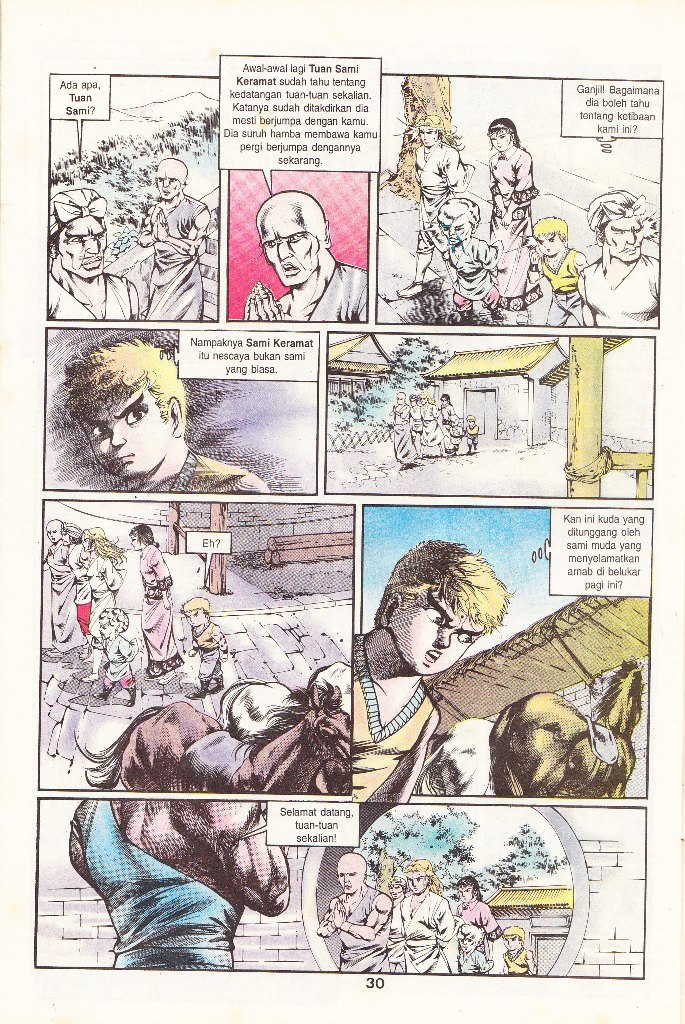 Ada apa,
Tuan
Sami?
Awal-awal lagi Tuan Sami
Keramat sudah tahu tentang
kedatangan tuan-tuan sekalian.
Katanya sudah ditakdirkan dia
mesti berjumpa dengan kamu.
Dia suruh hamba membawa kamu
pergi berjumpa dengannya
sekarang.
Ganjil! Bagaimana
dia boleh tahu
tentang ketibaan
kami ini?
Nampaknya Sami Keramat
itu nescaya bukan sami
yang biasa.
Eh?
Kan ini kuda yang
ditunggang oleh
sami muda yang
menyelamatkan
arnab di belukar
pagi ini?
Selamat datang,
tuan-tuan
sekalian!
30